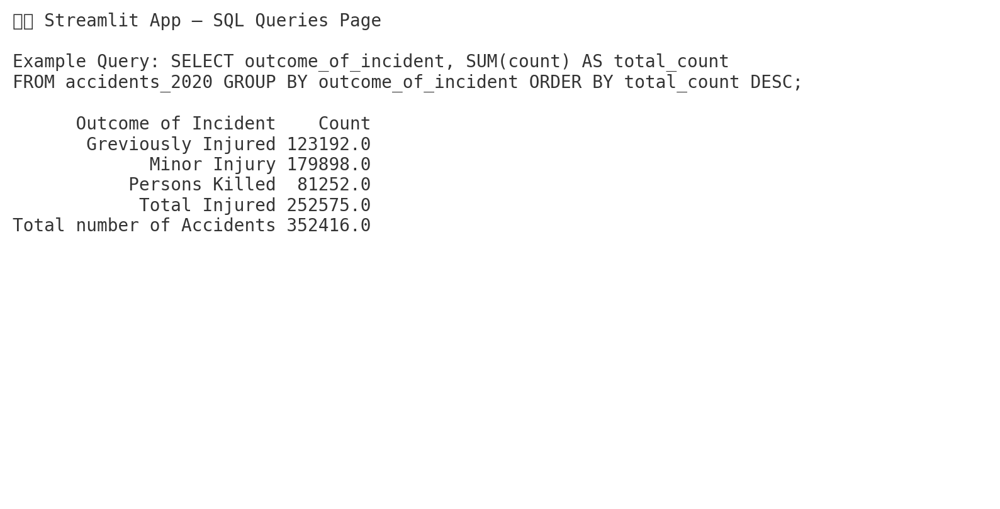 Streamlit App — SQL Queries Page
Example Query: SELECT outcome_of_incident, SUM(count) AS total_count
FROM accidents_2020 GROUP BY outcome_of_incident ORDER BY total_count DESC;
Outcome of Incident Count
Greviously Injured 123192.0
Minor Injury 179898.0
Persons Killed 81252.0
Total Injured 252575.0
Total number of Accidents 352416.0